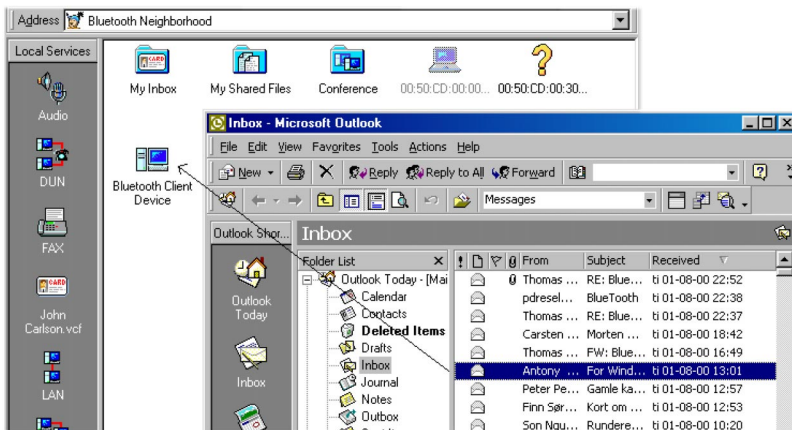 Address Bluetooth Neighborhood
Local Services
Audio
DUN
FAX
John
Carlson.vcf
LAN
My Inbox
My Shared Files
Conference
00:50:CD:00:00...
00:50:CD:00:30...
Bluetooth Client
Device
Inbox - Microsoft Outlook
File Edit View Favorites Tools Actions Help
New Reply Reply to All Forward
Messages
Outlook Shor...
Inbox
Outlook
Today
Inbox
Folder List
Outlook Today - [Mai
Calendar
Contacts
Deleted Items
Drafts
Inbox
Journal
Notes
Outbox
From Subject Received
Thomas ... RE: Blue... ti 01-08-00 22:52
pdresel... BlueTooth ti 01-08-00 22:38
Thomas ... RE: Blue... ti 01-08-00 22:37
Carsten ... Morten ... ti 01-08-00 18:42
Thomas ... FW: Blue... ti 01-08-00 16:49
Antony ... For Wind... ti 01-08-00 13:01
Peter Pe... Gamle ka... ti 01-08-00 12:57
Finn Sør... Kort om ... ti 01-08-00 12:53
Son Ngu... Rundere... ti 01-08-00 10:20